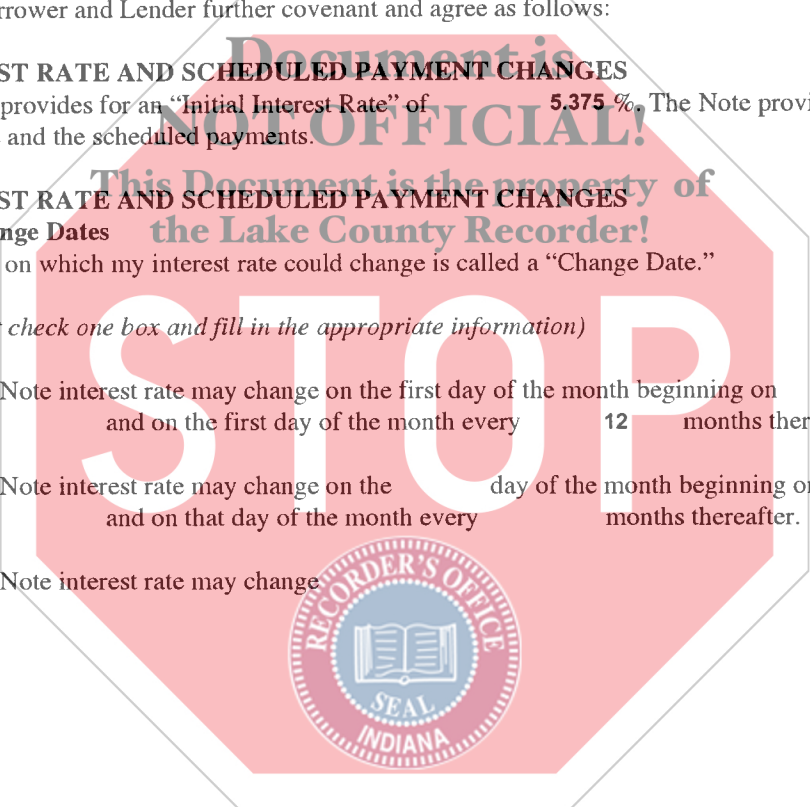 rrower and Lender further covenant and agree as follows:
Document is
ST RATE AND SCHEDULED PAYMENT CHANGES
provides for an “Initial Interest Rate” of 5.375 %. The Note provi
NOT OFFICIAL!
and the scheduled payments.
This Document is the property of
ST RATE AND SCHEDULED PAYMENT CHANGES
nge Dates
the Lake County Recorder!
on which my interest rate could change is called a “Change Date.”
check one box and fill in the appropriate information)
STOP
Note interest rate may change on the first day of the month beginning on
and on the first day of the month every 12 months ther
Note interest rate may change on the day of the month beginning on
and on that day of the month every months thereafter.
Note interest rate may change
RECORDER'S OFFICE
SEAL
INDIANA